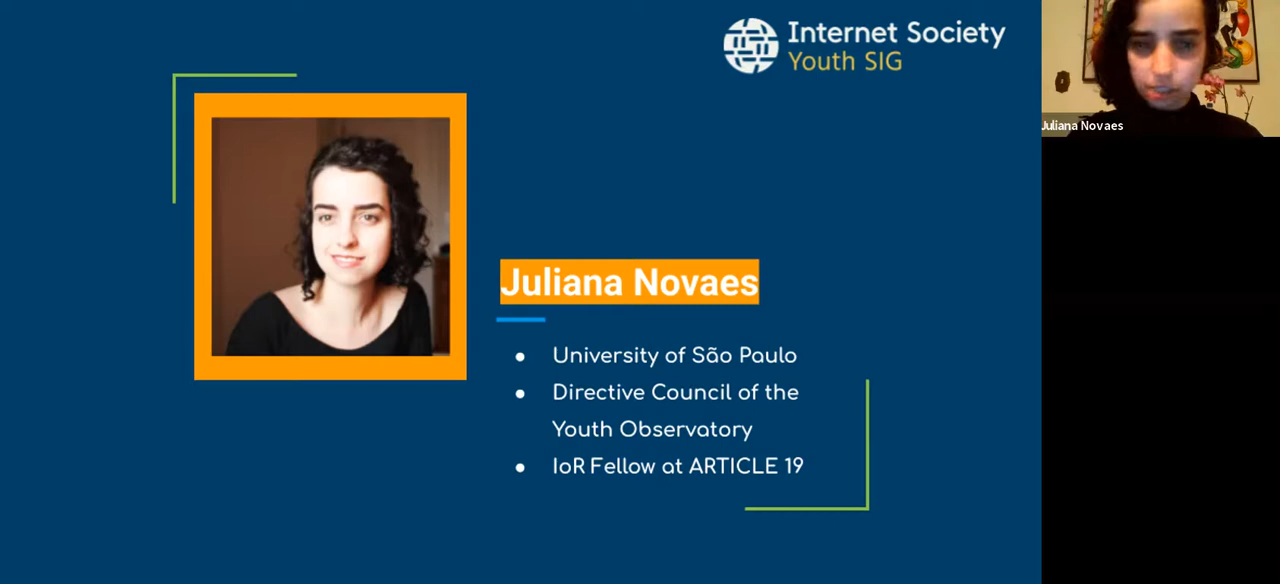 Internet Society
Youth SIG
Juliana Novaes
Juliana Novaes
● University of São Paulo
● Directive Council of the
Youth Observatory
● IoR Fellow at ARTICLE 19